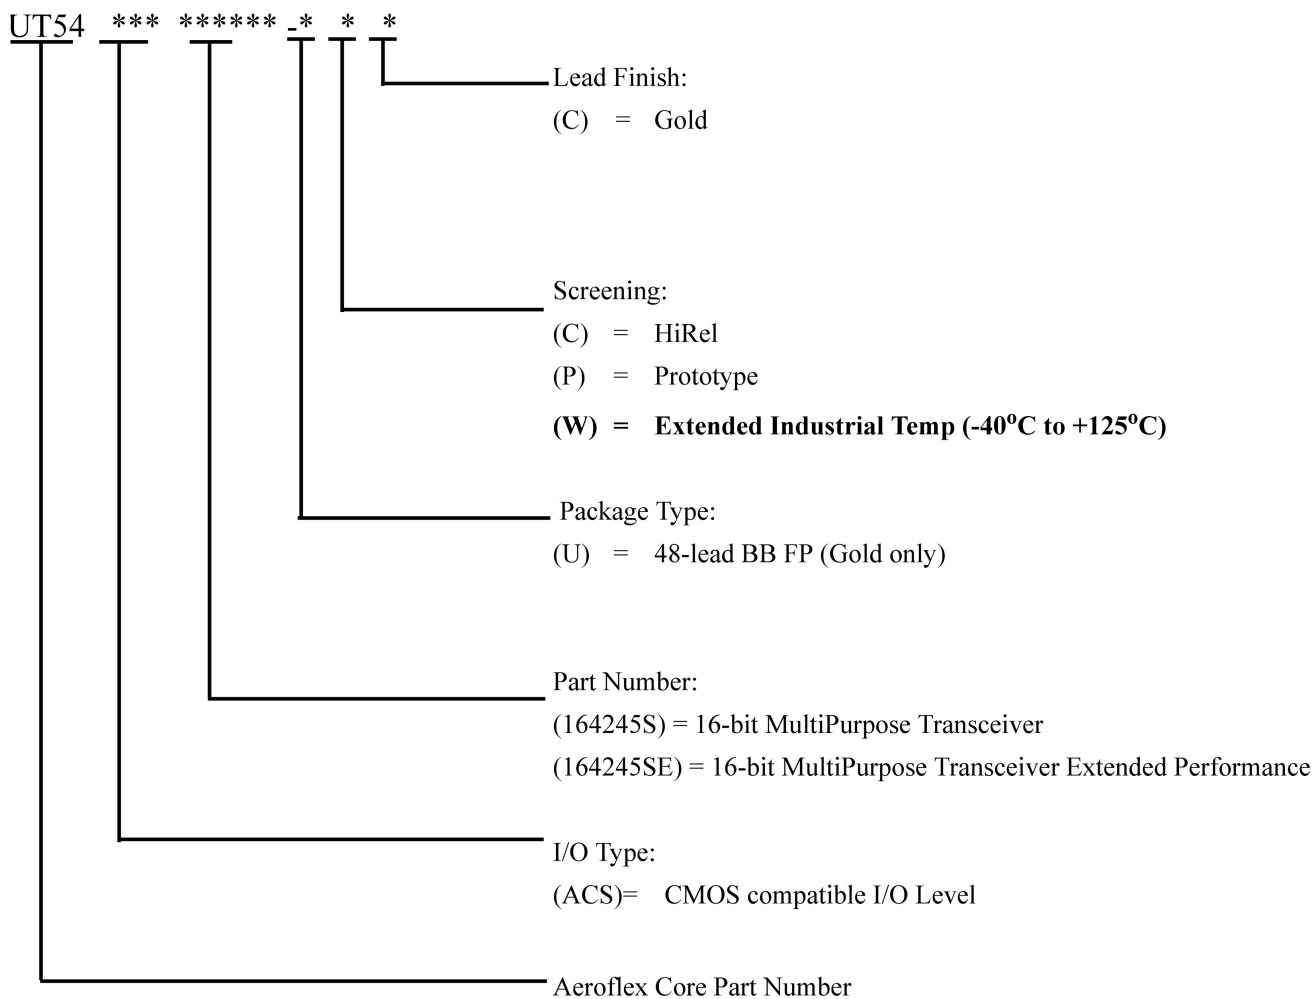 UT54 *** ****** -* * *
Lead Finish:
(C) = Gold
Screening:
(C) = HiRel
(P) = Prototype
(W) = Extended Industrial Temp (-40ºC to +125ºC)
Package Type:
(U) = 48-lead BB FP (Gold only)
Part Number:
(164245S) = 16-bit MultiPurpose Transceiver
(164245SE) = 16-bit MultiPurpose Transceiver Extended Performance
I/O Type:
(ACS)= CMOS compatible I/O Level
Aeroflex Core Part Number